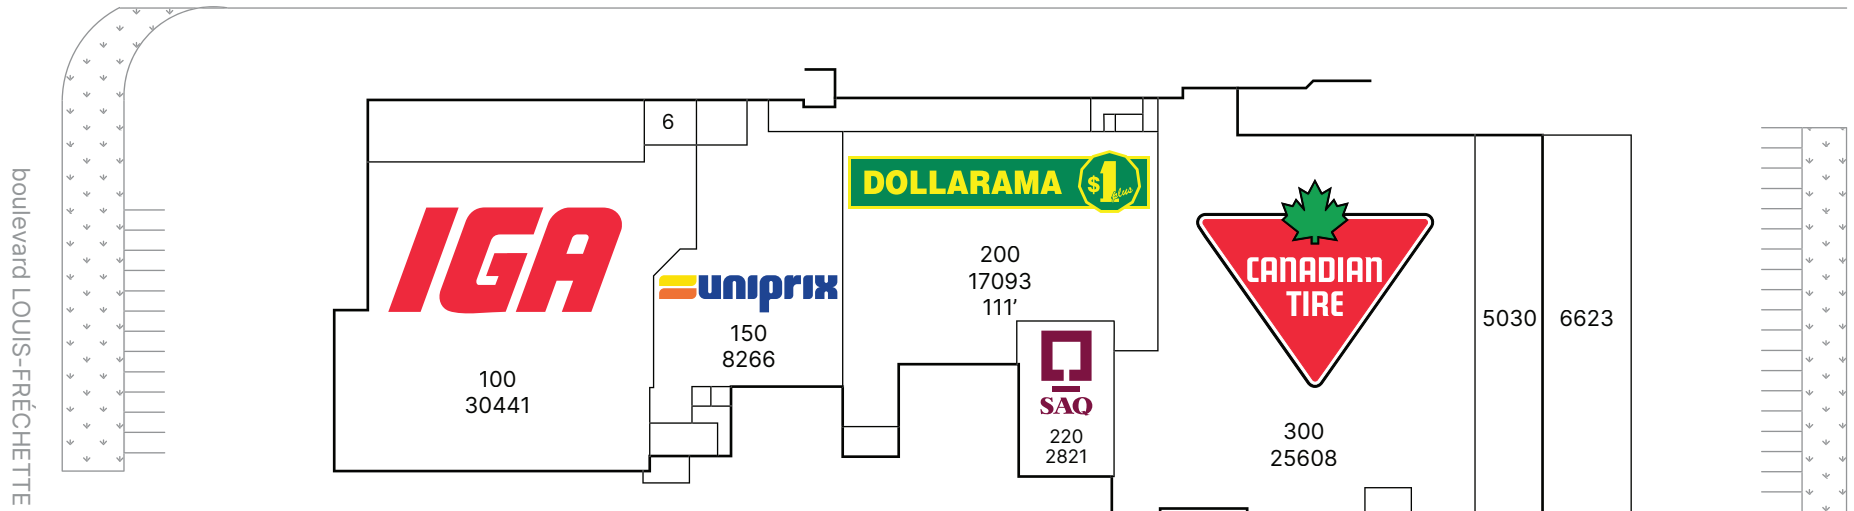 boulevard LOUIS-FRÉCHETTE
6
IGA
100
30441
uniprix
150
8266
DOLLARAMA $1 plus
200
17093
111’
SAQ
220
2821
CANADIAN
TIRE
300
25608
5030
6623